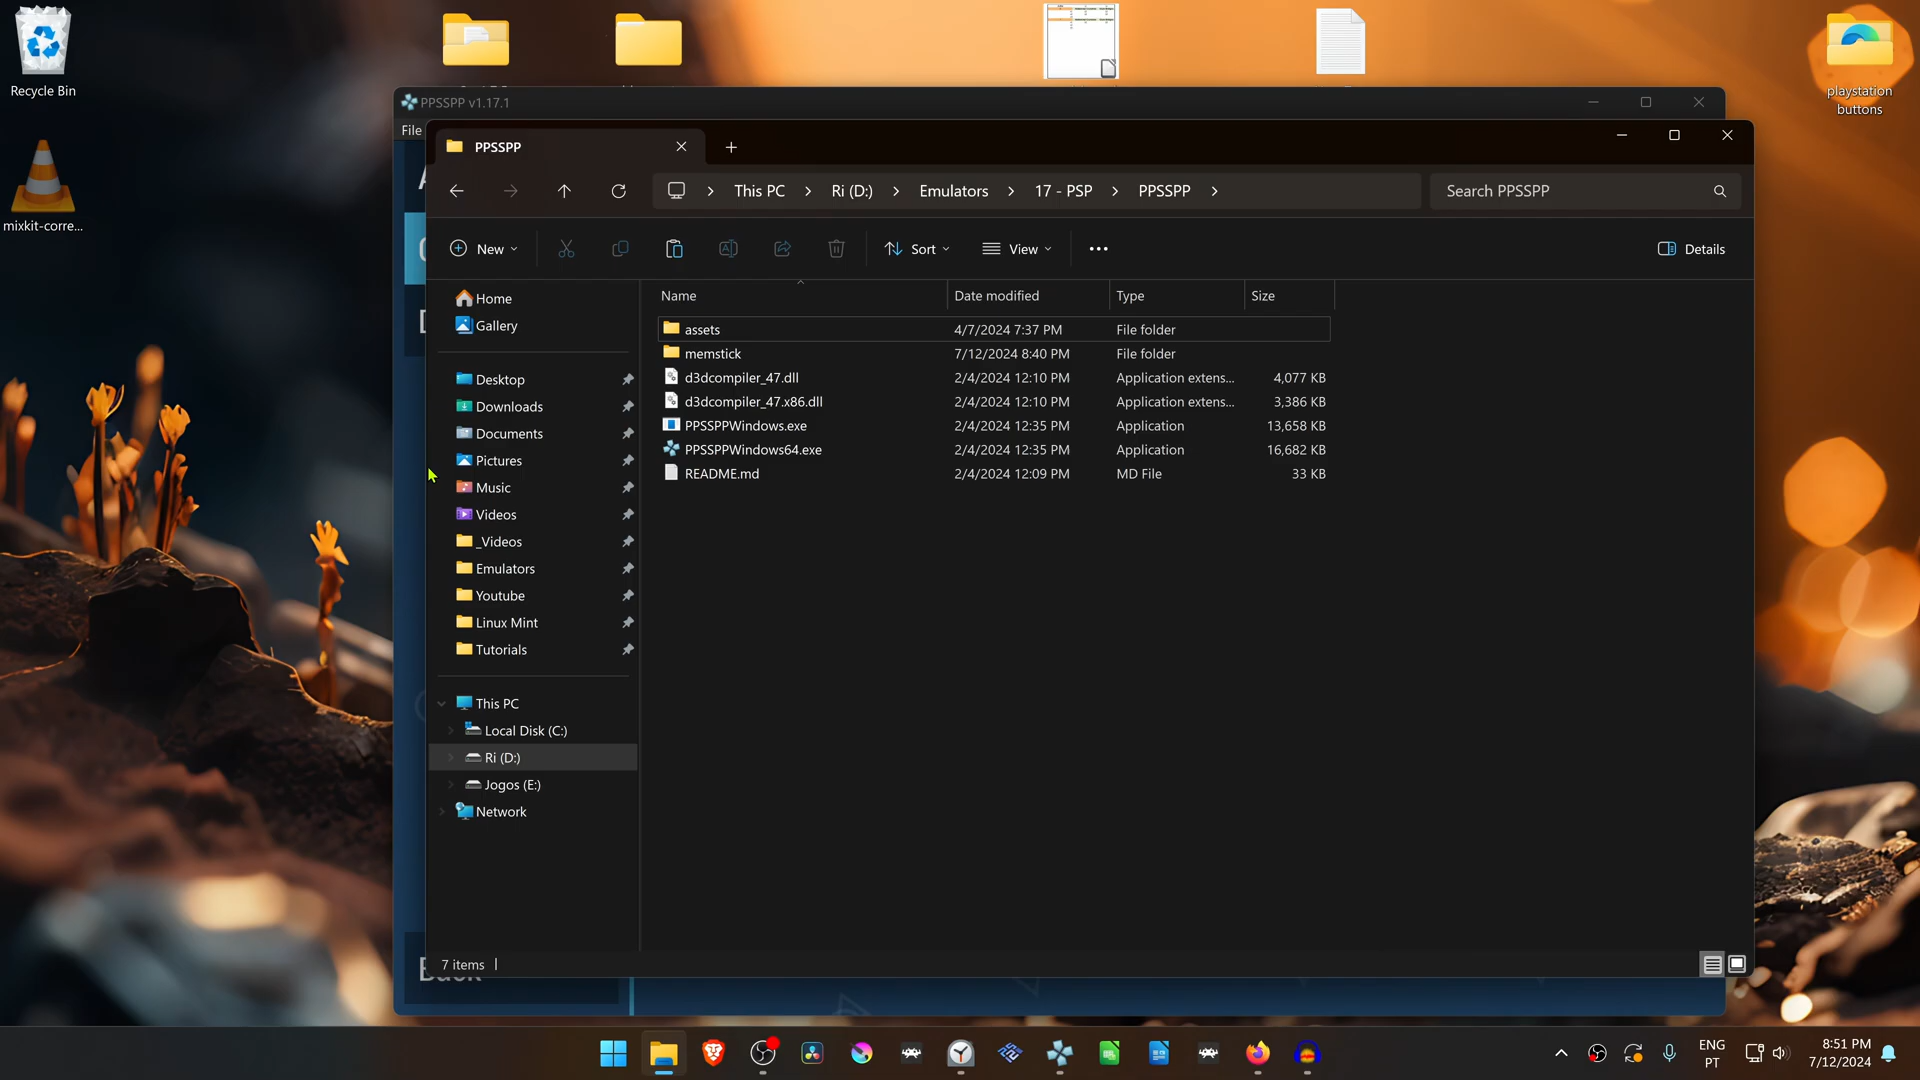 Recycle Bin
mixkit-corre...
playstation
buttons
PPSSPP v1.17.1
File
PPSSPP
This PC
Ri (D:)
Emulators
17 - PSP
PPSSPP
Search PPSSPP
New
Sort
View
Details
Home
Gallery
Desktop
Downloads
Documents
Pictures
Music
Videos
_Videos
Emulators
Youtube
Linux Mint
Tutorials
This PC
Local Disk (C:)
Ri (D:)
Jogos (E:)
Network
Name Date modified Type Size
assets 4/7/2024 7:37 PM File folder
memstick 7/12/2024 8:40 PM File folder
d3dcompiler_47.dll 2/4/2024 12:10 PM Application extens... 4,077 KB
d3dcompiler_47.x86.dll 2/4/2024 12:10 PM Application extens... 3,386 KB
PPSSPPWindows.exe 2/4/2024 12:35 PM Application 13,658 KB
PPSSPPWindows64.exe 2/4/2024 12:35 PM Application 16,682 KB
README.md 2/4/2024 12:09 PM MD File 33 KB
7 items
ENG
PT
8:51 PM
7/12/2024